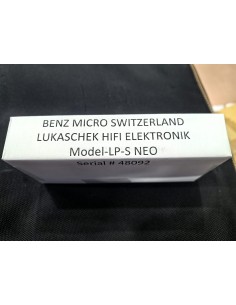 BENZ MICRO SWITZERLAND
LUKASCHEK HIFI ELEKTRONIK
Model-LP-S NEO
Serial # 48092